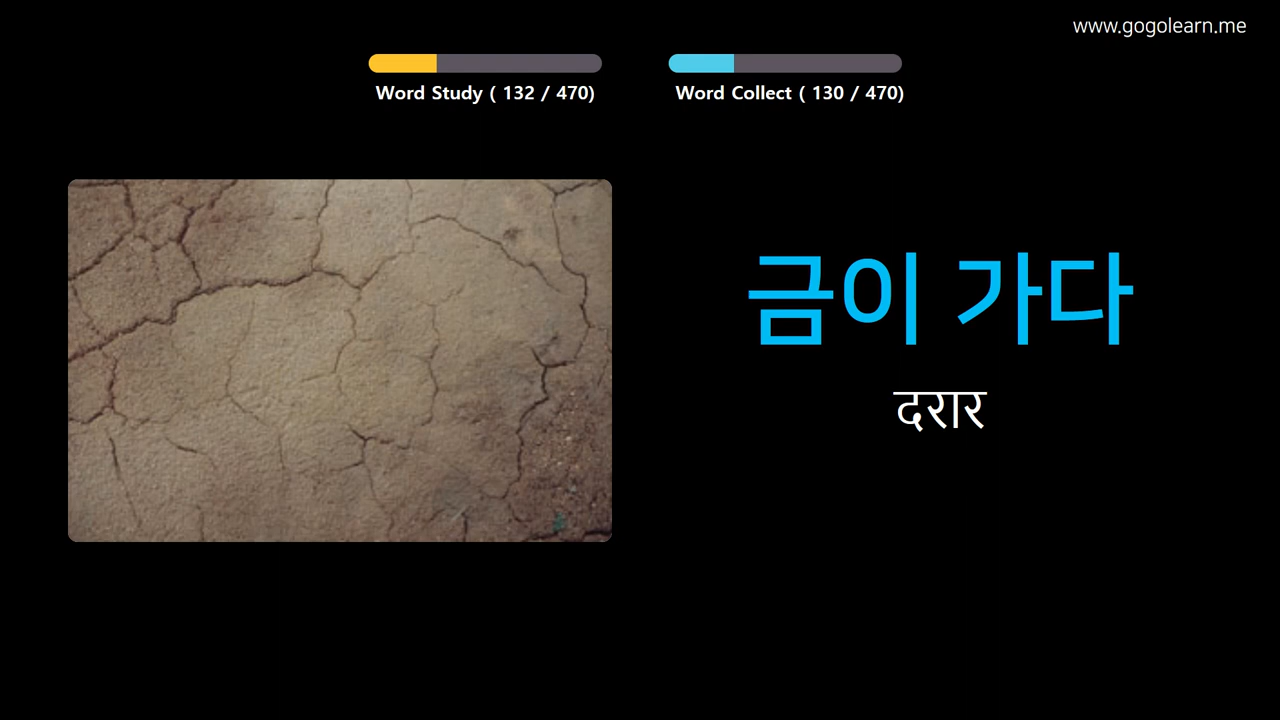 www.gogolearn.me
Word Study ( 132 / 470)
Word Collect ( 130 / 470)
금이 가다
दरार